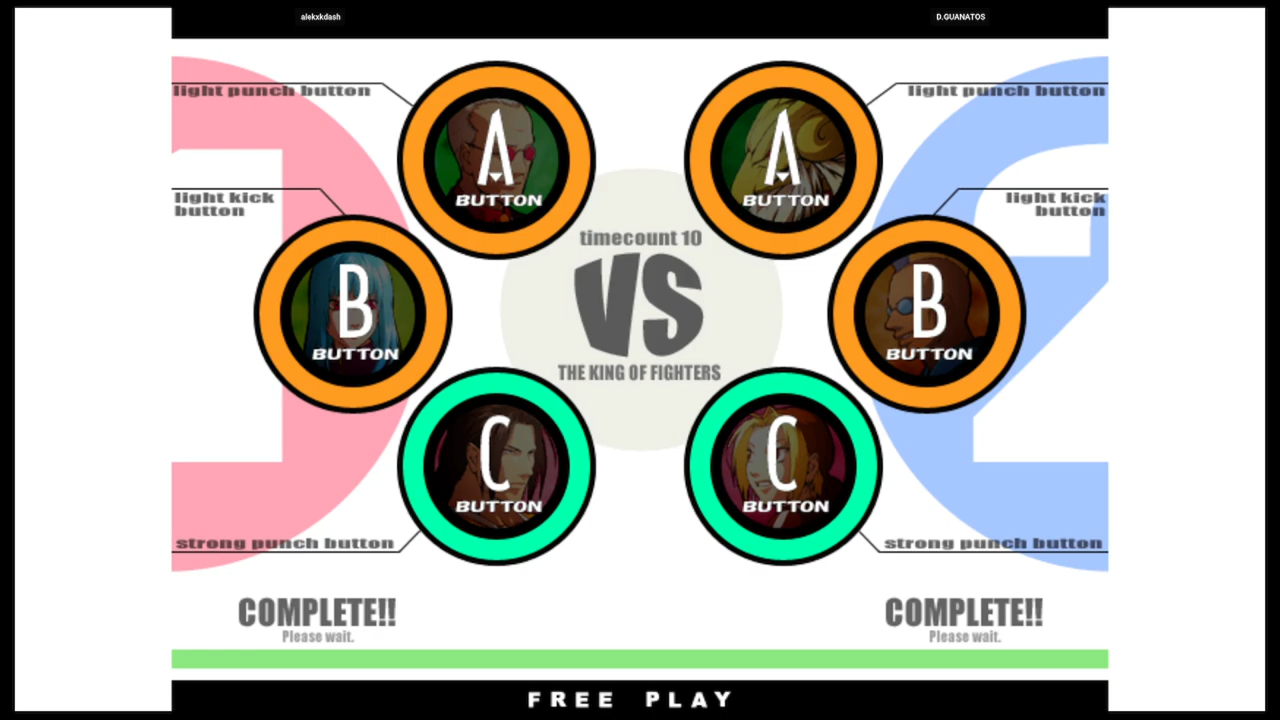 alekxkdash
D.GUANATOS
light punch button
light punch button
A
BUTTON
A
BUTTON
light kick
button
light kick
button
timecount 10
VS
THE KING OF FIGHTERS
B
BUTTON
B
BUTTON
C
BUTTON
C
BUTTON
strong punch button
strong punch button
COMPLETE!!
Please wait.
COMPLETE!!
Please wait.
FREE PLAY
1
2